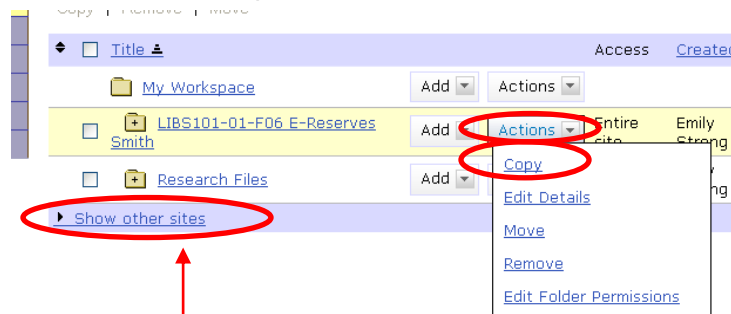 Copy | Remove | Move
Title Access Created
My Workspace Add Actions
LIBS101-01-F06 E-Reserves Add Actions Entire Emily
Smith site Strong
Copy
Research Files Add
Edit Details
Show other sites
Move
Remove
Edit Folder Permissions